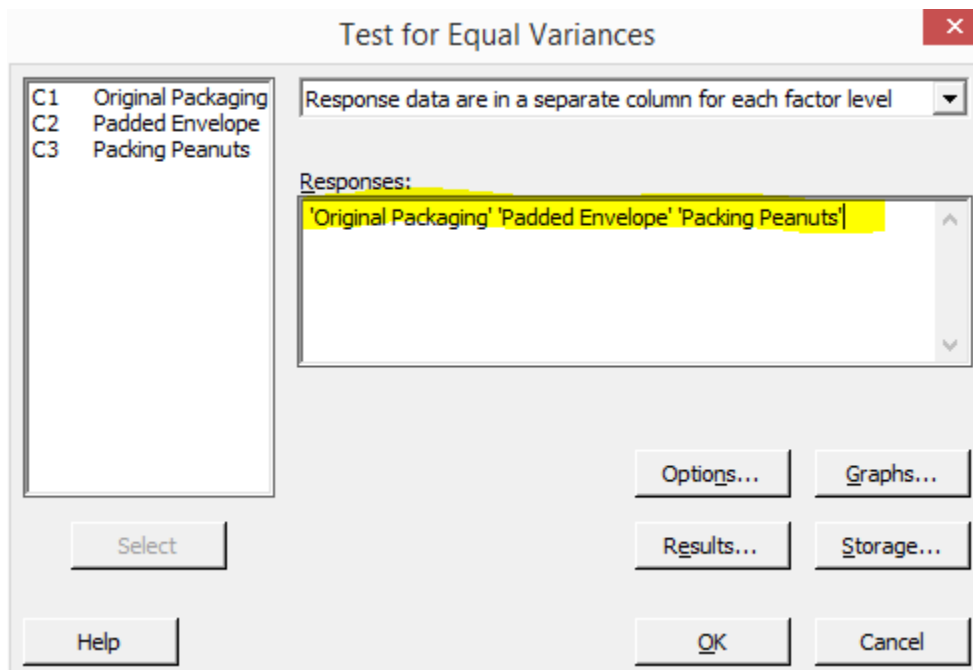 Test for Equal Variances
C1 Original Packaging
C2 Padded Envelope
C3 Packing Peanuts
Response data are in a separate column for each factor level
Responses:
'Original Packaging' 'Padded Envelope' 'Packing Peanuts'
Options...
Graphs...
Select
Results...
Storage...
Help
OK
Cancel